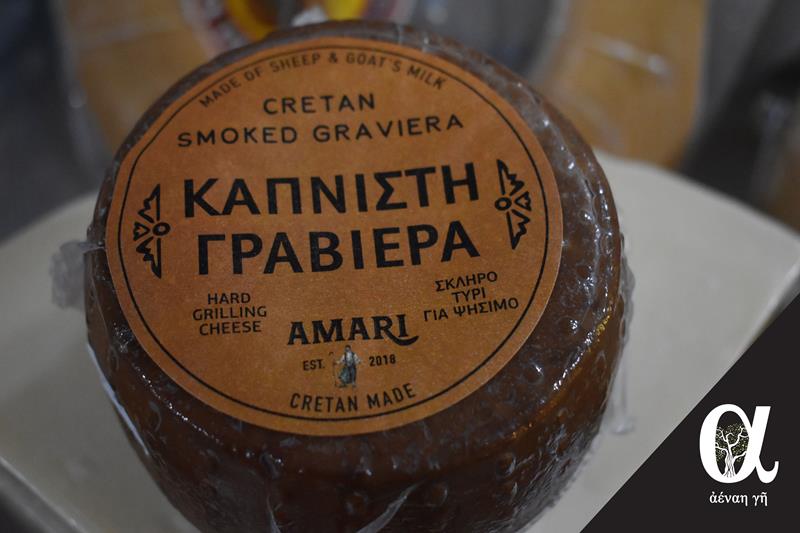 MADE OF SHEEP & GOAT'S MILK
CRETAN
SMOKED GRAVIERA
ΚΑΠΝΙΣΤΗ
ΓΡΑΒΙΕΡΑ
HARD
GRILLING
CHEESE
ΣΚΛΗΡΟ
ΤΥΡΙ
ΓΙΑ ΨΗΣΙΜΟ
AMARI
EST. 2018
CRETAN MADE
α
ἀέναη γῆ